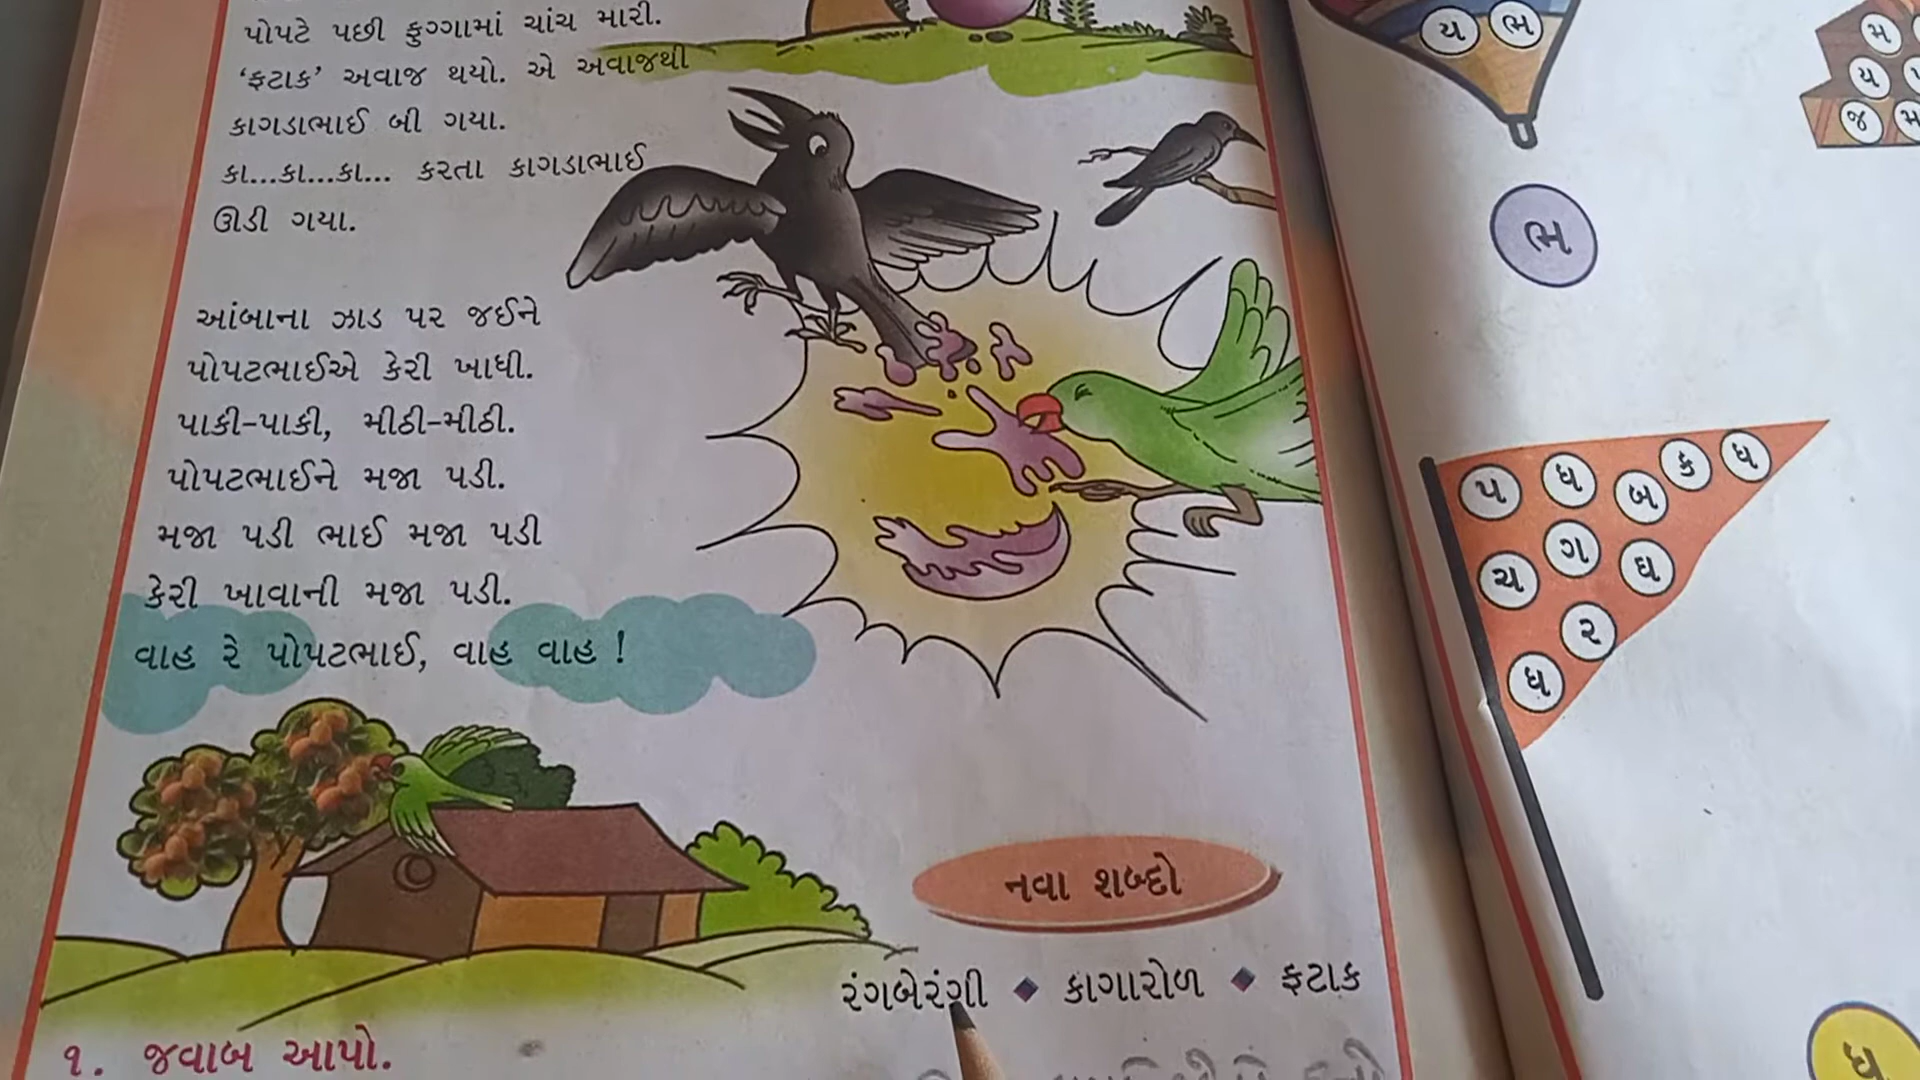 પોપટે પછી ફુગ્ગામાં ચાંચ મારી.
‘ફટાક’ અવાજ થયો. એ અવાજથી
કાગડાભાઈ બી ગયા.
કા...કા...કા... કરતા કાગડાભાઈ
ઊડી ગયા.
આંબાના ઝાડ પર જઈને
પોપટભાઈએ કેરી ખાધી.
પાકી-પાકી, મીઠી-મીઠી.
પોપટભાઈને મજા પડી.
મજા પડી ભાઈ મજા પડી
કેરી ખાવાની મજા પડી.
વાહ રે પોપટભાઈ, વાહ વાહ !
નવા શબ્દો
રંગબેરંગી ◆ કાગારોળ ◆ ફટાક
૧. જવાબ આપો.
ય ભ
મ
ય
જ મ
ભ
પ ધ બ ક ધ
ચ ગ ઘ
ર
ધ
ધ